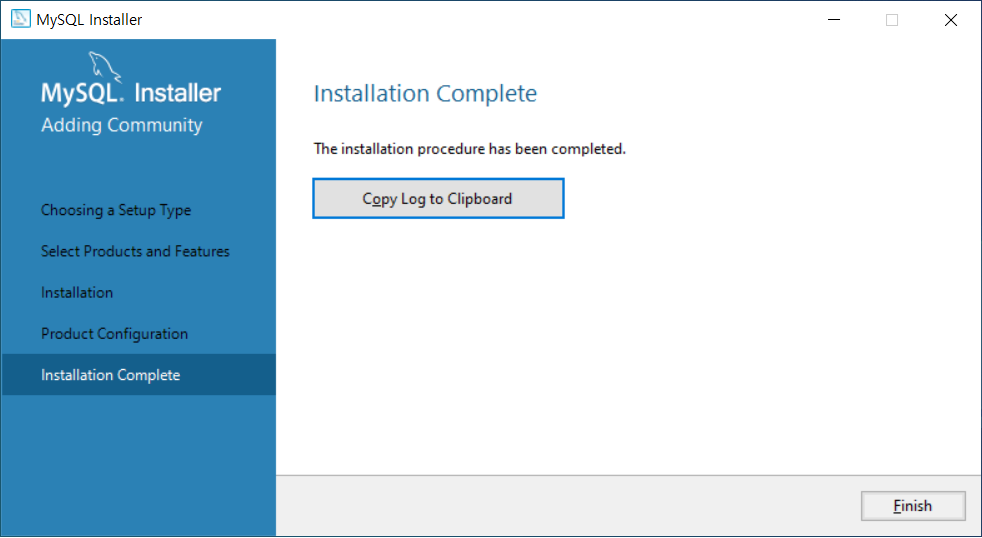 MySQL Installer
MySQL. Installer
Adding Community
Choosing a Setup Type
Select Products and Features
Installation
Product Configuration
Installation Complete
Installation Complete
The installation procedure has been completed.
Copy Log to Clipboard
Finish